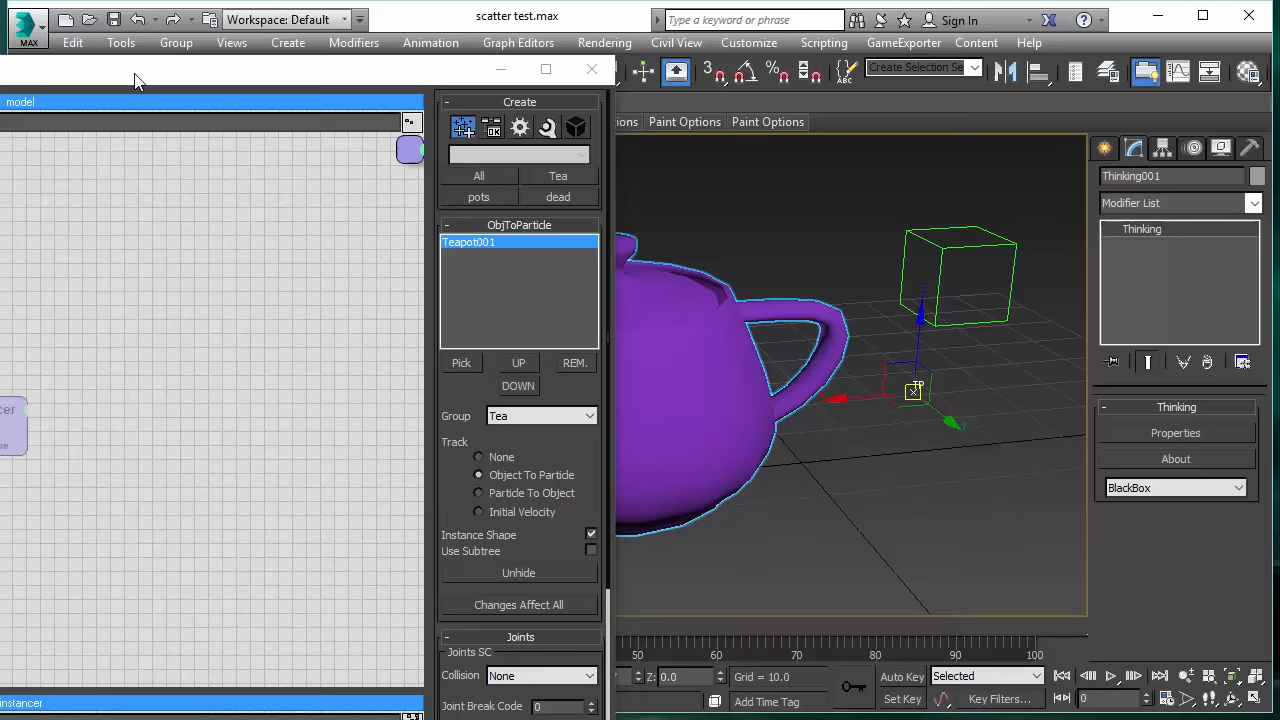 MAX
Workspace: Default
scatter test.max
Type a keyword or phrase
Sign In
Edit Tools Group Views Create Modifiers Animation Graph Editors Rendering Civil View Customize Scripting GameExporter Content Help
Create Selection Se
Paint Options
Paint Options
model
Create
All
Tea
pots
dead
ObjToParticle
Teapot001
Pick
UP
REM.
DOWN
Group
Tea
Track
None
Object To Particle
Particle To Object
Initial Velocity
Instance Shape
Use Subtree
Unhide
Changes Affect All
Joints
Joints SC
Collision
None
Joint Break Code
0
TP
z
y
Thinking001
Modifier List
Thinking
Thinking
Properties
About
BlackBox
50 60 70 80 90 100
Z: 0.0
Grid = 10.0
Auto Key
Selected
Add Time Tag
Set Key
Key Filters...
0